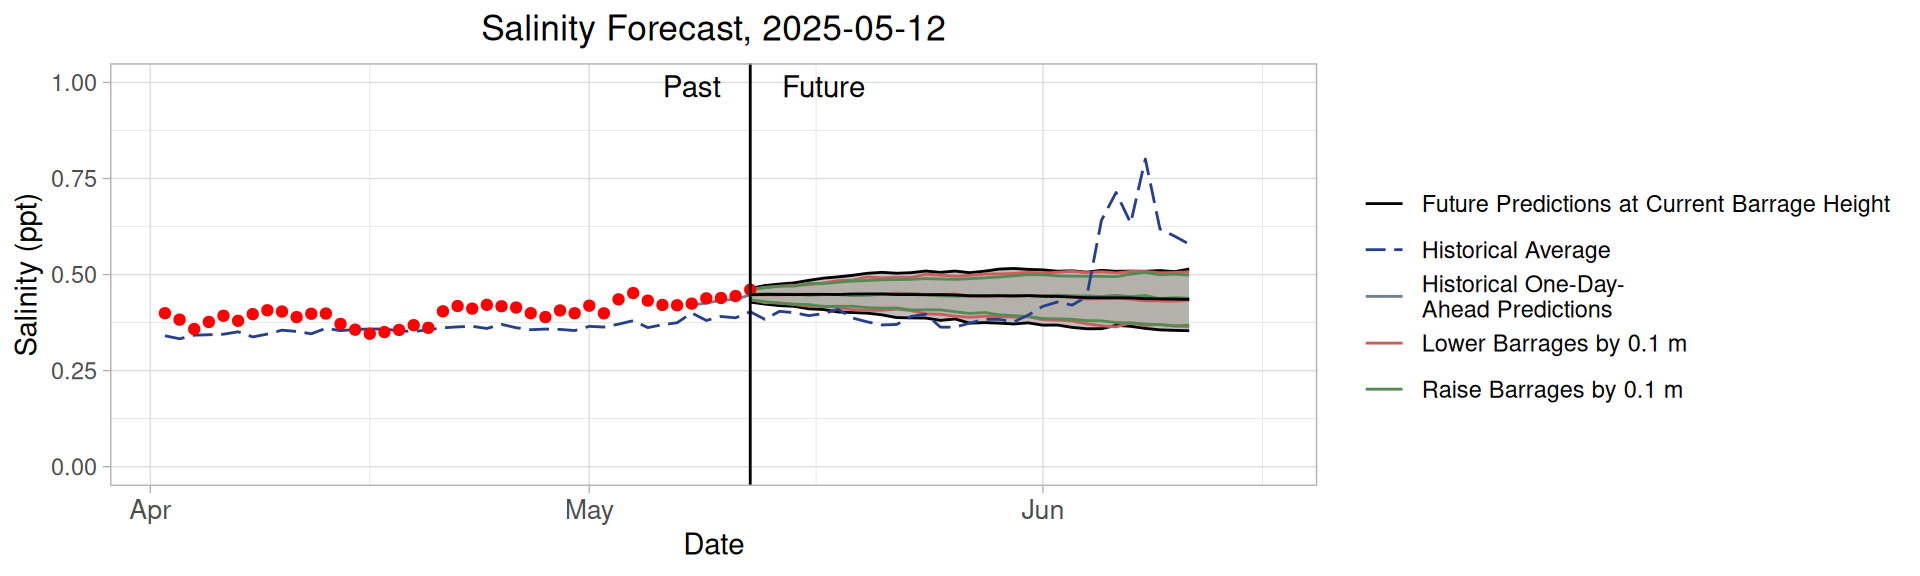 Salinity Forecast, 2025-05-12
Past
Future
1.00
0.75
0.50
0.25
0.00
Salinity (ppt)
Apr
May
Jun
Date
Future Predictions at Current Barrage Height
Historical Average
Historical One-Day-
Ahead Predictions
Lower Barrages by 0.1 m
Raise Barrages by 0.1 m